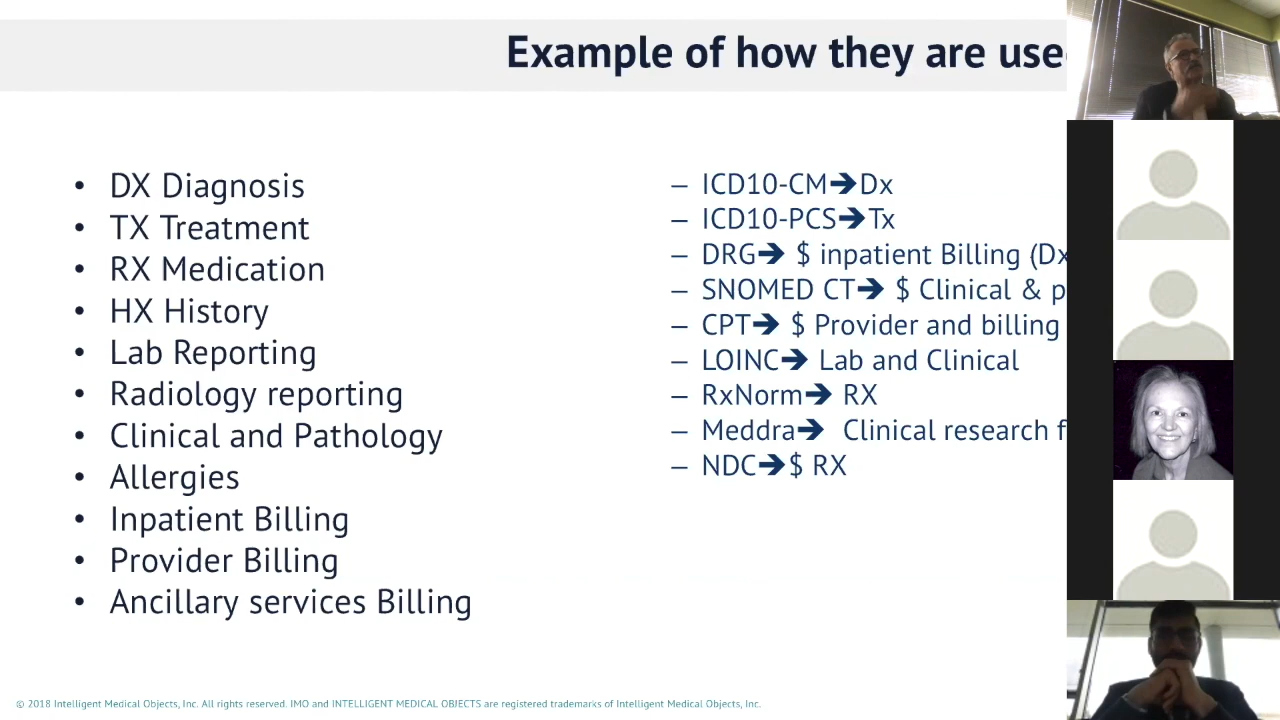 Example of how they are use
• DX Diagnosis
• TX Treatment
• RX Medication
• HX History
• Lab Reporting
• Radiology reporting
• Clinical and Pathology
• Allergies
• Inpatient Billing
• Provider Billing
• Ancillary services Billing
– ICD10-CM➔Dx
– ICD10-PCS➔Tx
– DRG➔ $ inpatient Billing (Dx
– SNOMED CT➔ $ Clinical & p
– CPT➔ $ Provider and billing
– LOINC➔ Lab and Clinical
– RxNorm➔ RX
– Meddra➔ Clinical research f
– NDC➔$ RX
© 2018 Intelligent Medical Objects, Inc. All rights reserved. IMO and INTELLIGENT MEDICAL OBJECTS are registered trademarks of Intelligent Medical Objects, Inc.